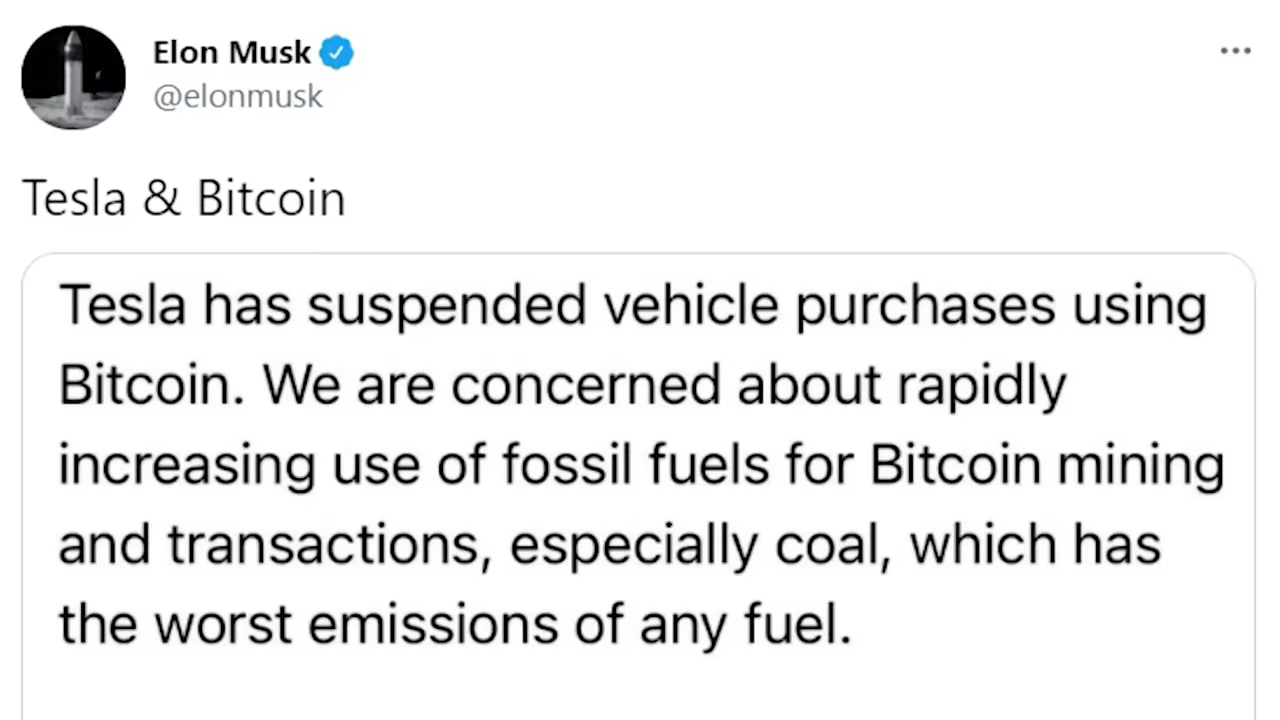 Elon Musk
@elonmusk
Tesla & Bitcoin
Tesla has suspended vehicle purchases using
Bitcoin. We are concerned about rapidly
increasing use of fossil fuels for Bitcoin mining
and transactions, especially coal, which has
the worst emissions of any fuel.